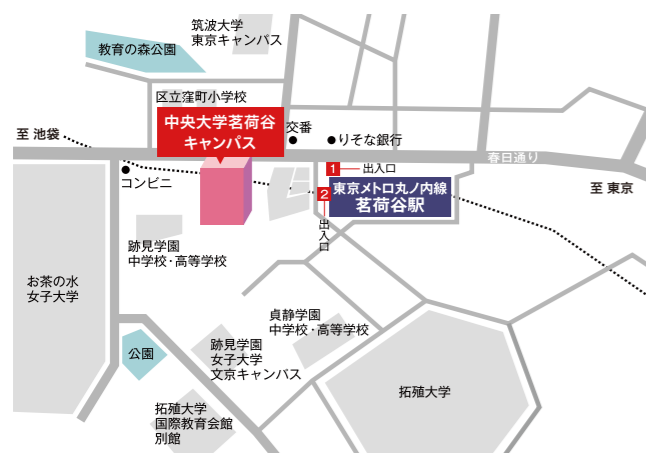 筑波大学
東京キャンパス
教育の森公園
区立窪町小学校
中央大学茗荷谷
キャンパス
交番
りそな銀行
至 池袋
春日通り
1
出入口
コンビニ
2
東京メトロ丸ノ内線
茗荷谷駅
至 東京
出入口
跡見学園
中学校・高等学校
お茶の水
女子大学
貞静学園
中学校・高等学校
公園
跡見学園
女子大学
文京キャンパス
拓殖大学
拓殖大学
国際教育会館
別館